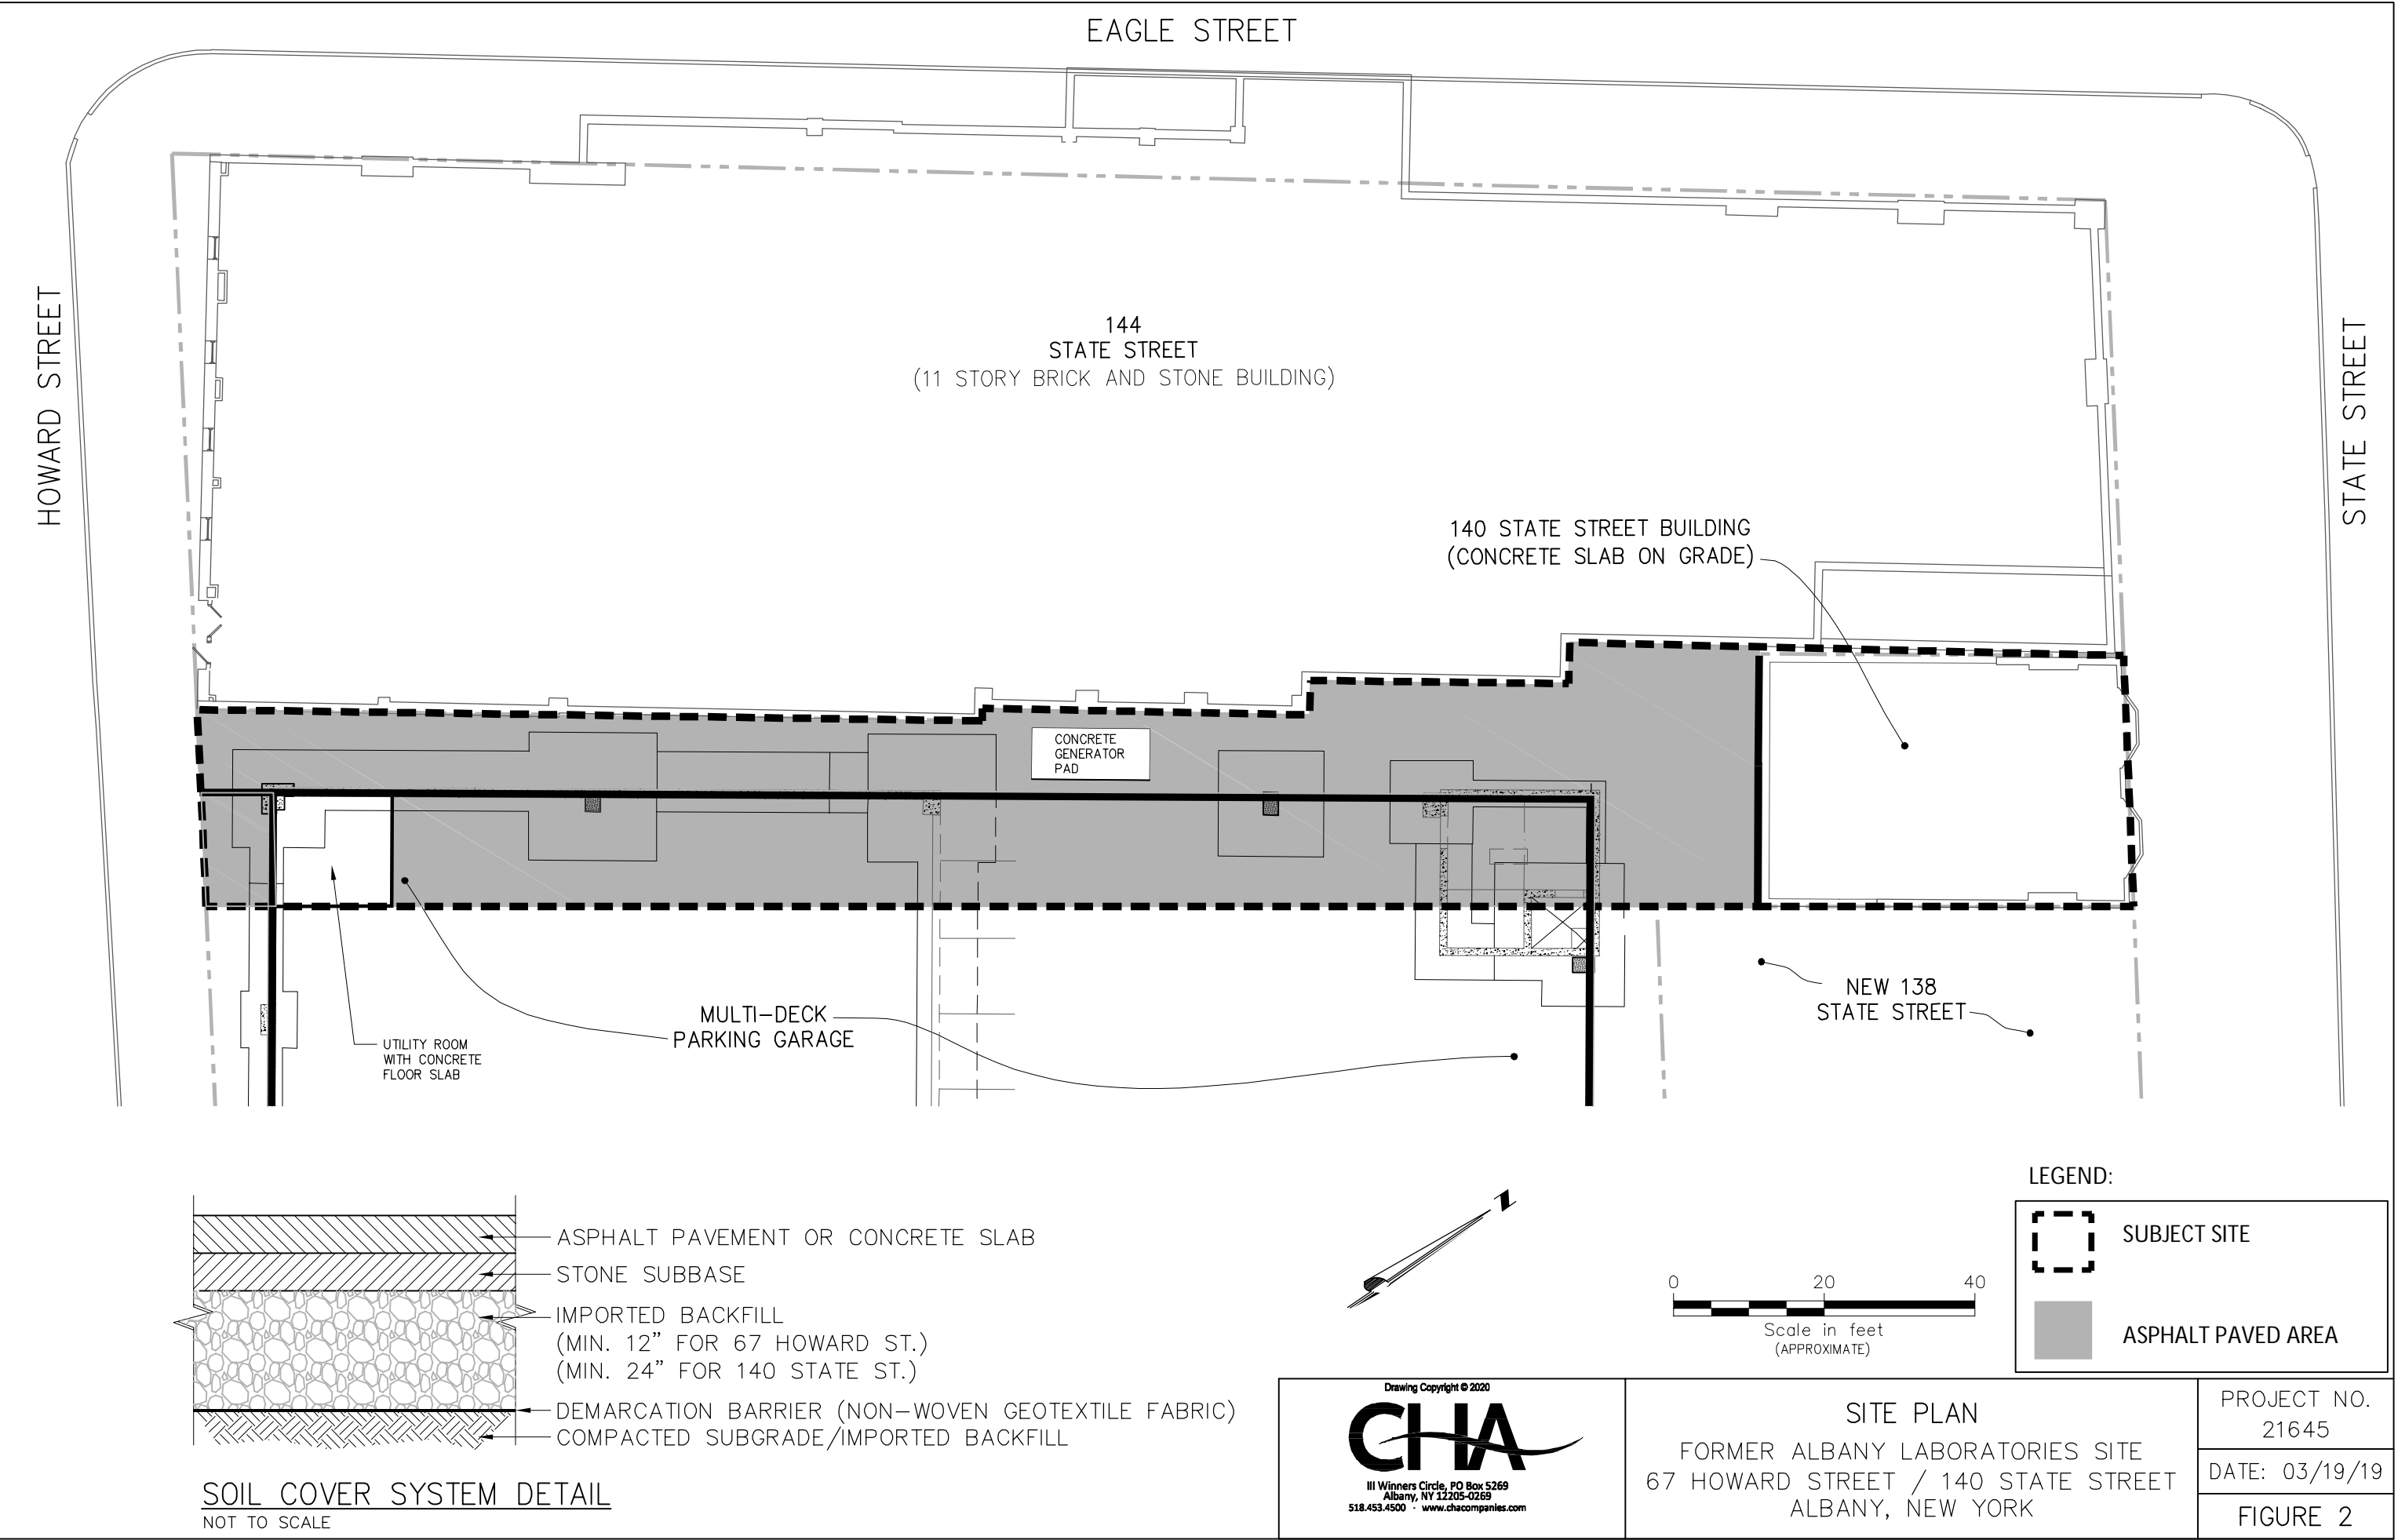 EAGLE STREET
HOWARD STREET
STATE STREET
144
STATE STREET
(11 STORY BRICK AND STONE BUILDING)
140 STATE STREET BUILDING
(CONCRETE SLAB ON GRADE)
CONCRETE
GENERATOR
PAD
NEW 138
STATE STREET
MULTI-DECK
PARKING GARAGE
UTILITY ROOM
WITH CONCRETE
FLOOR SLAB
ASPHALT PAVEMENT OR CONCRETE SLAB
STONE SUBBASE
IMPORTED BACKFILL
(MIN. 12” FOR 67 HOWARD ST.)
(MIN. 24” FOR 140 STATE ST.)
DEMARCATION BARRIER (NON-WOVEN GEOTEXTILE FABRIC)
COMPACTED SUBGRADE/IMPORTED BACKFILL
SOIL COVER SYSTEM DETAIL
NOT TO SCALE
Z
0 20 40
Scale in feet
(APPROXIMATE)
LEGEND:
SUBJECT SITE
ASPHALT PAVED AREA
Drawing Copyright © 2020
CHA
III Winners Circle, PO Box 5269
Albany, NY 12205-0269
518.453.4500 · www.chacompanies.com
SITE PLAN
FORMER ALBANY LABORATORIES SITE
67 HOWARD STREET / 140 STATE STREET
ALBANY, NEW YORK
PROJECT NO.
21645
DATE: 03/19/19
FIGURE 2